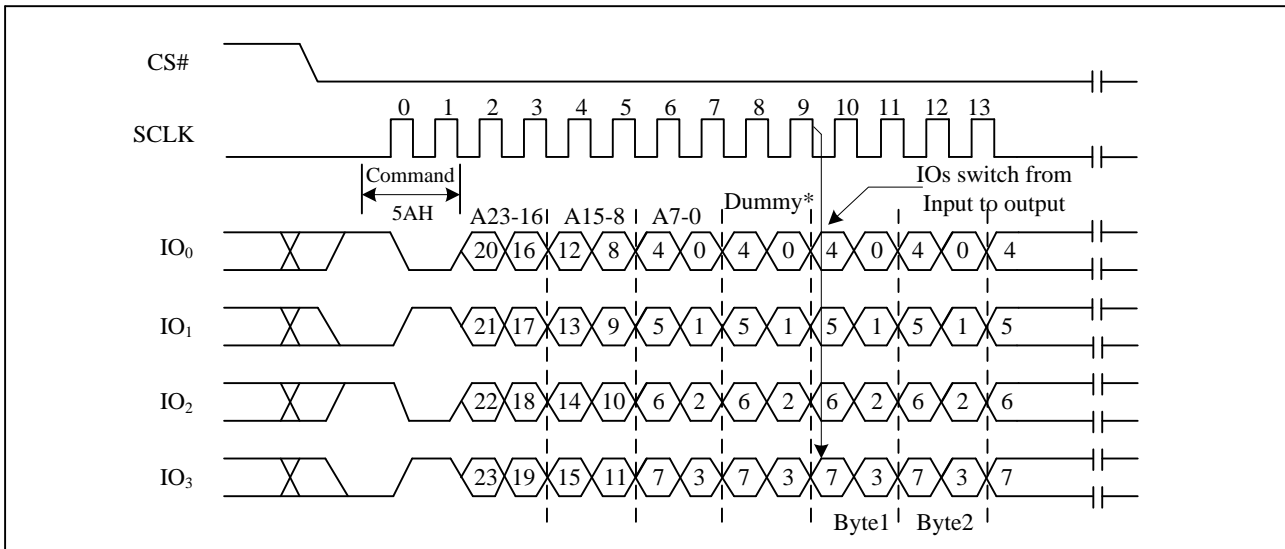 CS#
0 1 2 3 4 5 6 7 8 9 10 11 12 13
SCLK
Command
5AH
IOs switch from
Input to output
A23-16 A15-8 A7-0 Dummy*
IO0 20 16 12 8 4 0 4 0 4 0 4 0 4
IO1 21 17 13 9 5 1 5 1 5 1 5 1 5
IO2 22 18 14 10 6 2 6 2 6 2 6 2 6
IO3 23 19 15 11 7 3 7 3 7 3 7 3 7
Byte1 Byte2